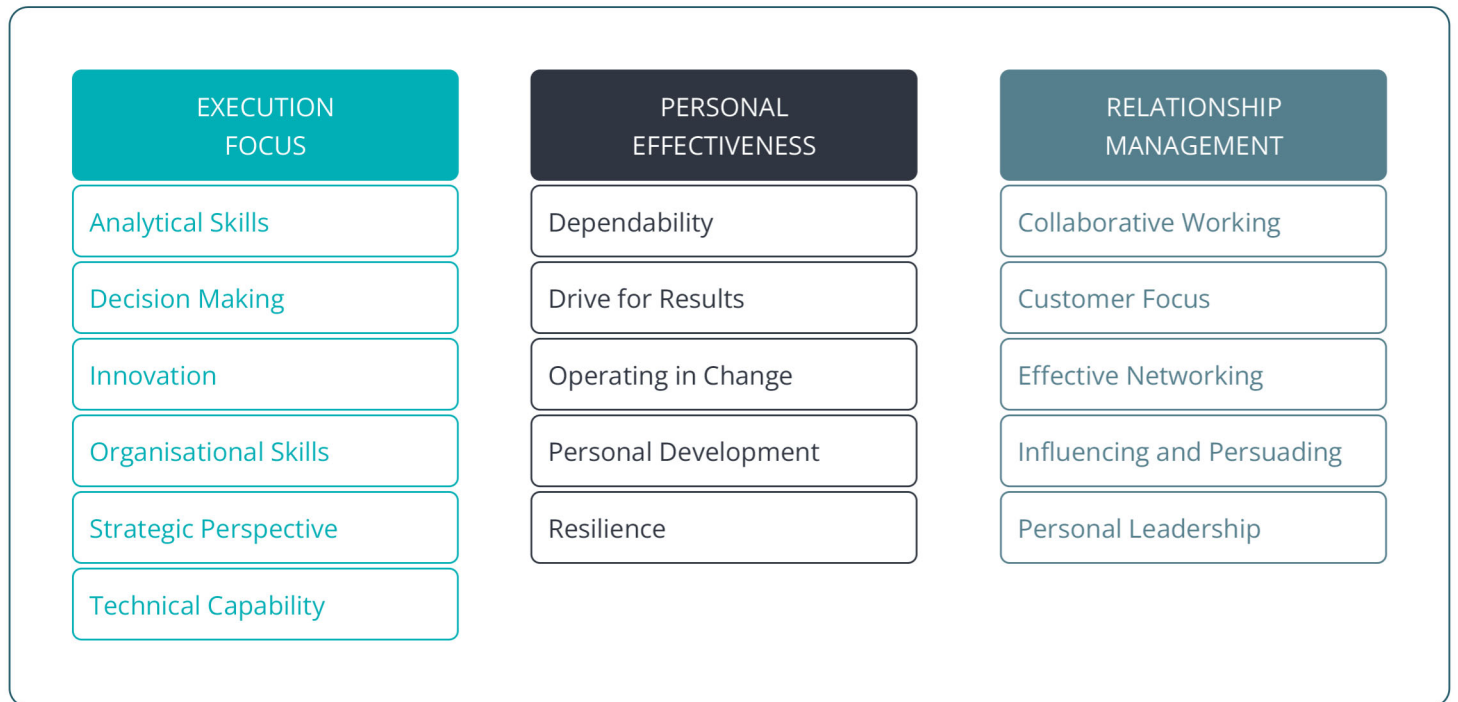 EXECUTION
FOCUS
Analytical Skills
Decision Making
Innovation
Organisational Skills
Strategic Perspective
Technical Capability
PERSONAL
EFFECTIVENESS
Dependability
Drive for Results
Operating in Change
Personal Development
Resilience
RELATIONSHIP
MANAGEMENT
Collaborative Working
Customer Focus
Effective Networking
Influencing and Persuading
Personal Leadership